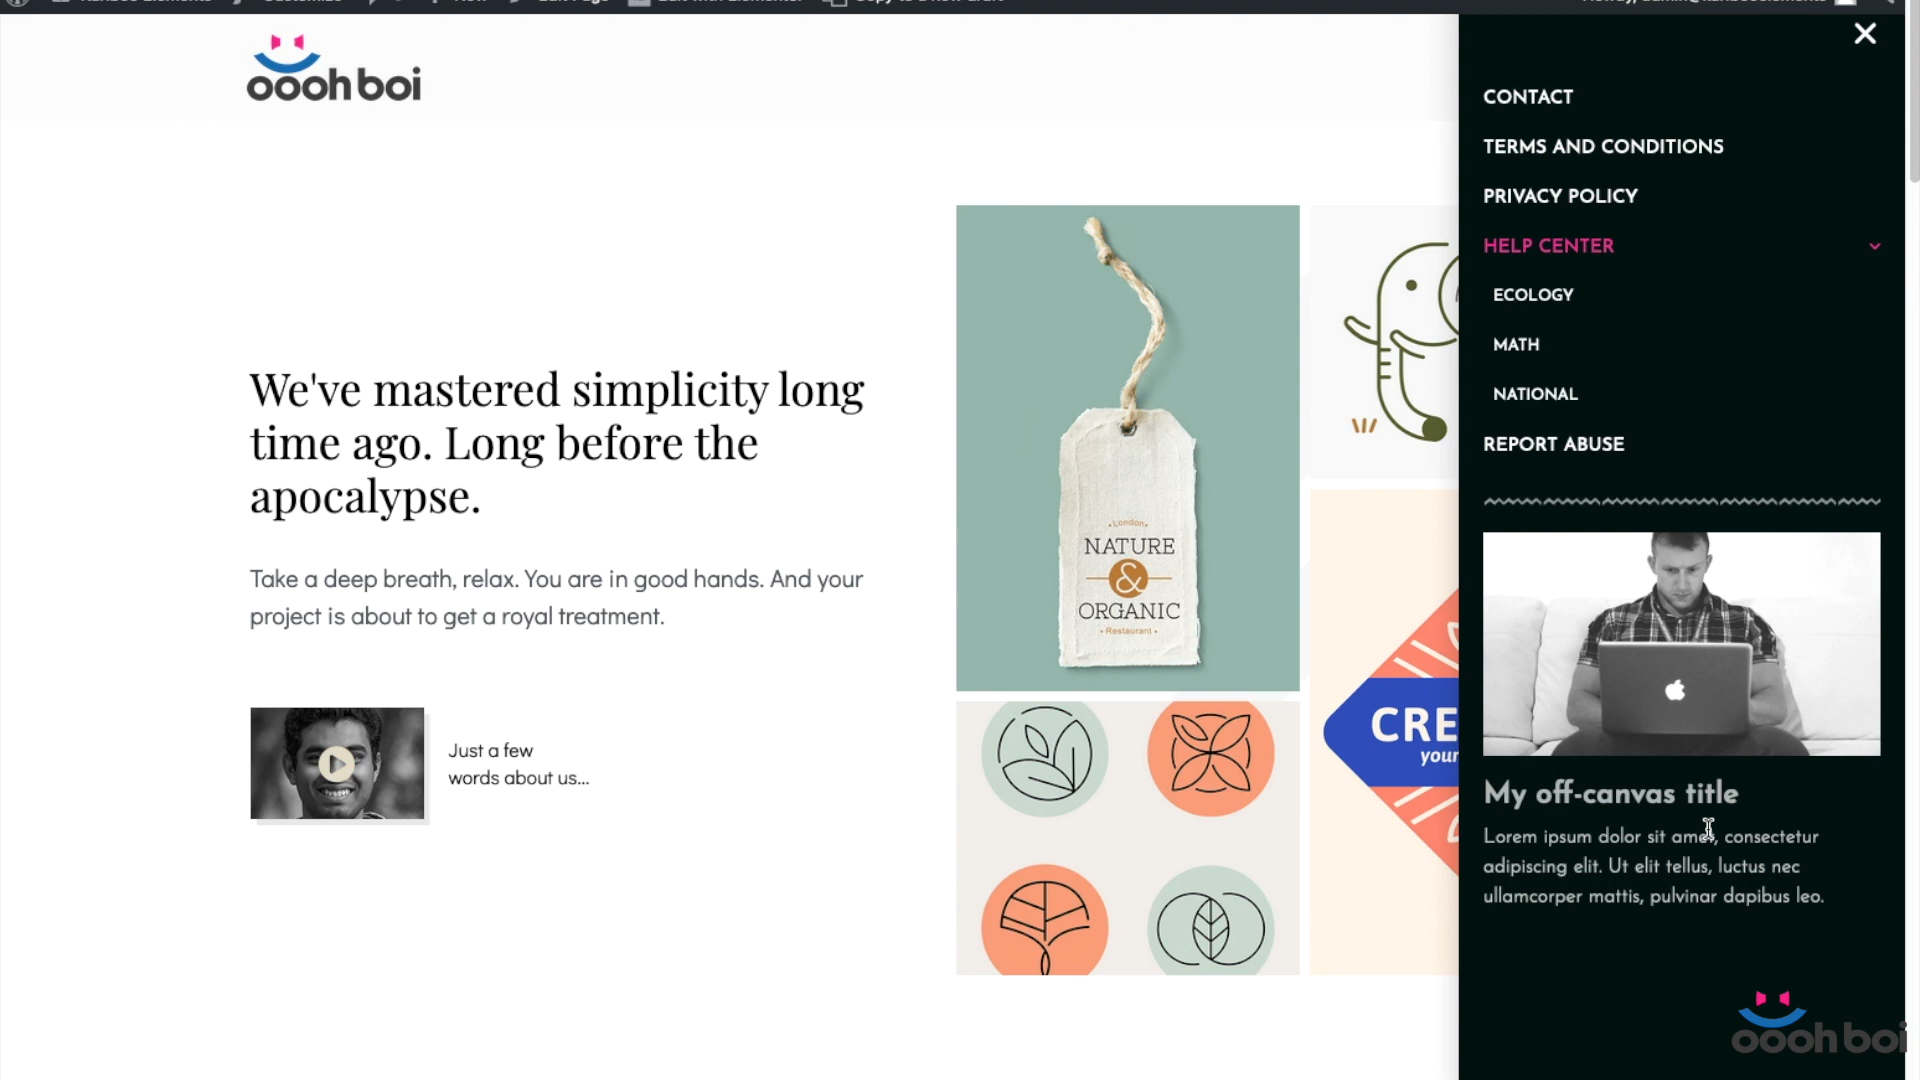 oooh boi
We've mastered simplicity long
time ago. Long before the
apocalypse.
Take a deep breath, relax. You are in good hands. And your
project is about to get a royal treatment.
Just a few
words about us...
London
NATURE
&
ORGANIC
Restaurant
CRE
your
CONTACT
TERMS AND CONDITIONS
PRIVACY POLICY
HELP CENTER
ECOLOGY
MATH
NATIONAL
REPORT ABUSE
My off-canvas title
Lorem ipsum dolor sit amet, consectetur
adipiscing elit. Ut elit tellus, luctus nec
ullamcorper mattis, pulvinar dapibus leo.
oooh boi